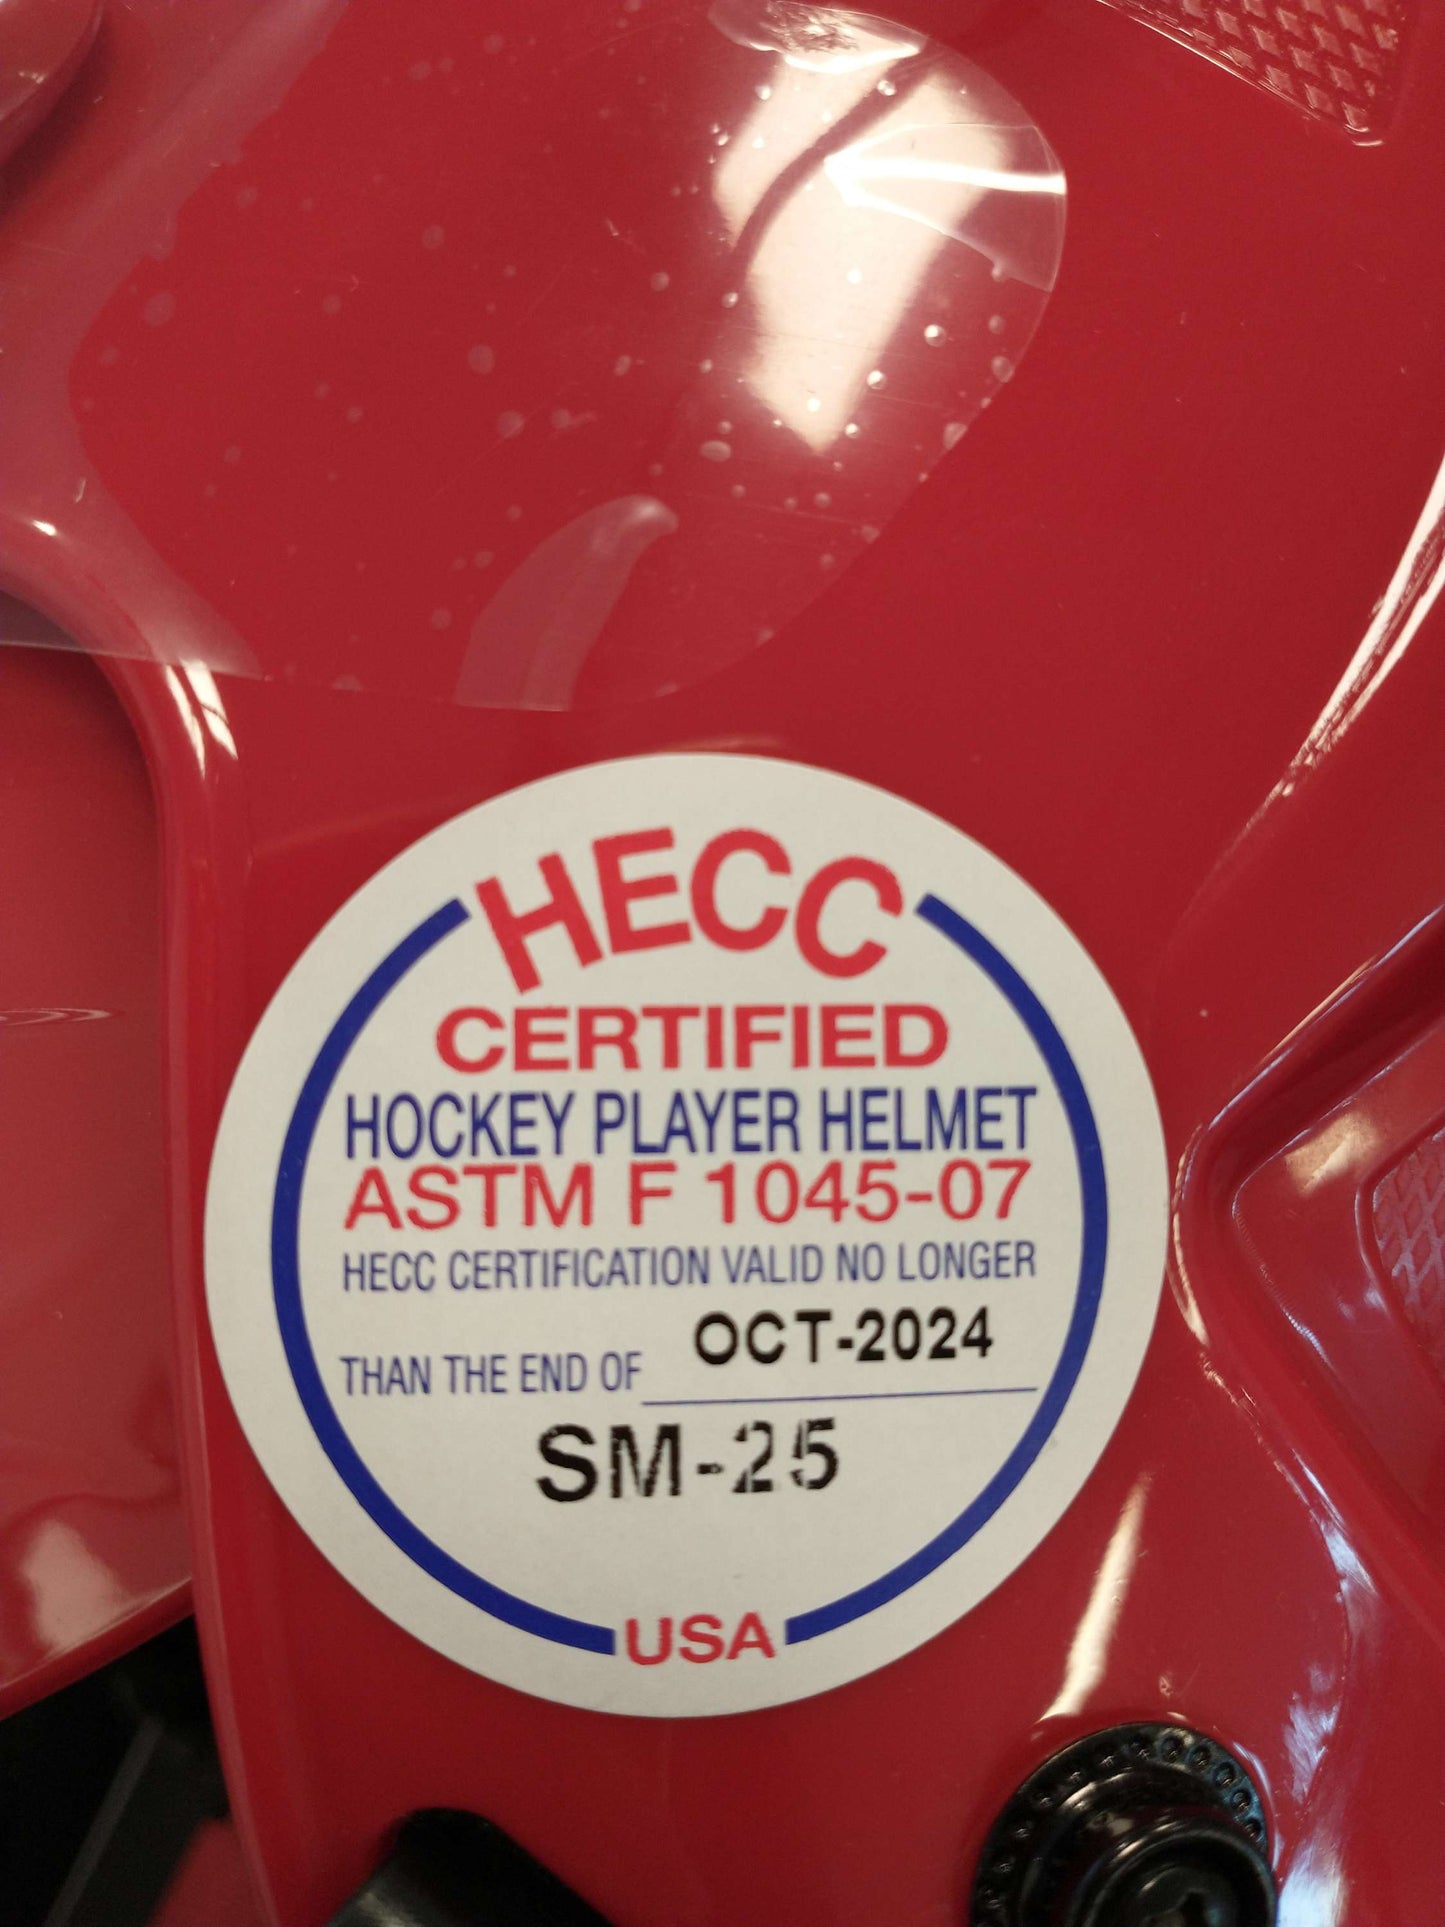 HECC
CERTIFIED
HOCKEY PLAYER HELMET
ASTM F 1045-07
HECC CERTIFICATION VALID NO LONGER
THAN THE END OF OCT-2024
SM-25
USA